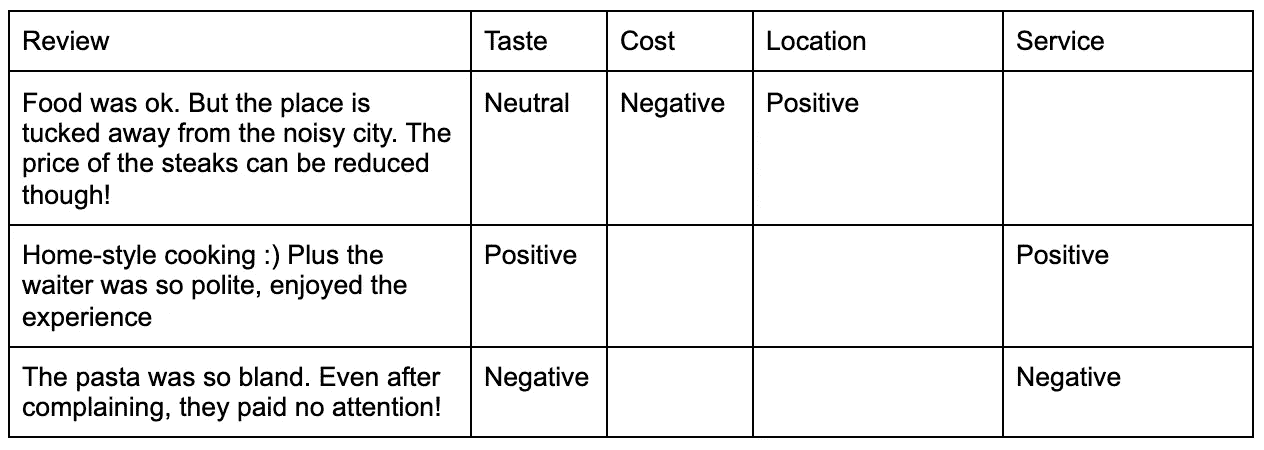 Review Taste Cost Location Service
Food was ok. But the place is Neutral Negative Positive
tucked away from the noisy city. The
price of the steaks can be reduced
though!
Home-style cooking :) Plus the Positive Positive
waiter was so polite, enjoyed the
experience
The pasta was so bland. Even after Negative Negative
complaining, they paid no attention!